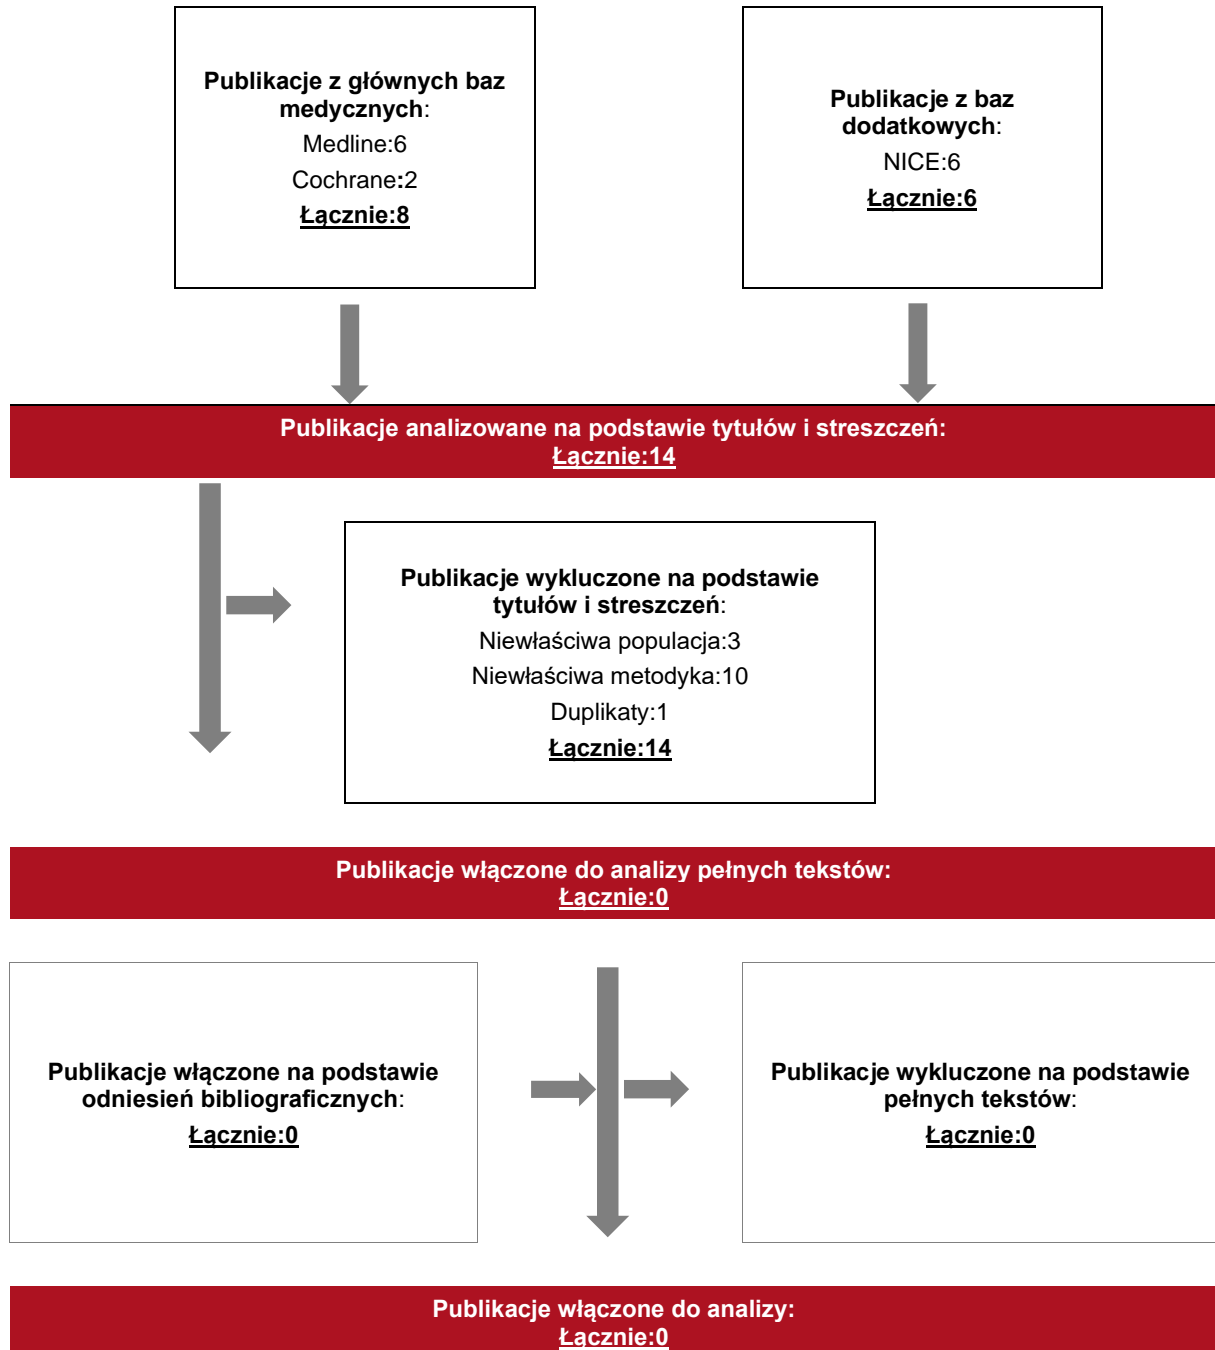 Publikacje z głównych baz
medycznych:
Medline:6
Cochrane:2
Łącznie:8
Publikacje z baz
dodatkowych:
NICE:6
Łącznie:6
Publikacje analizowane na podstawie tytułów i streszczeń:
Łącznie:14
Publikacje wykluczone na podstawie
tytułów i streszczeń:
Niewłaściwa populacja:3
Niewłaściwa metodyka:10
Duplikaty:1
Łącznie:14
Publikacje włączone do analizy pełnych tekstów:
Łącznie:0
Publikacje włączone na podstawie
odniesień bibliograficznych:
Łącznie:0
Publikacje wykluczone na podstawie
pełnych tekstów:
Łącznie:0
Publikacje włączone do analizy:
Łącznie:0